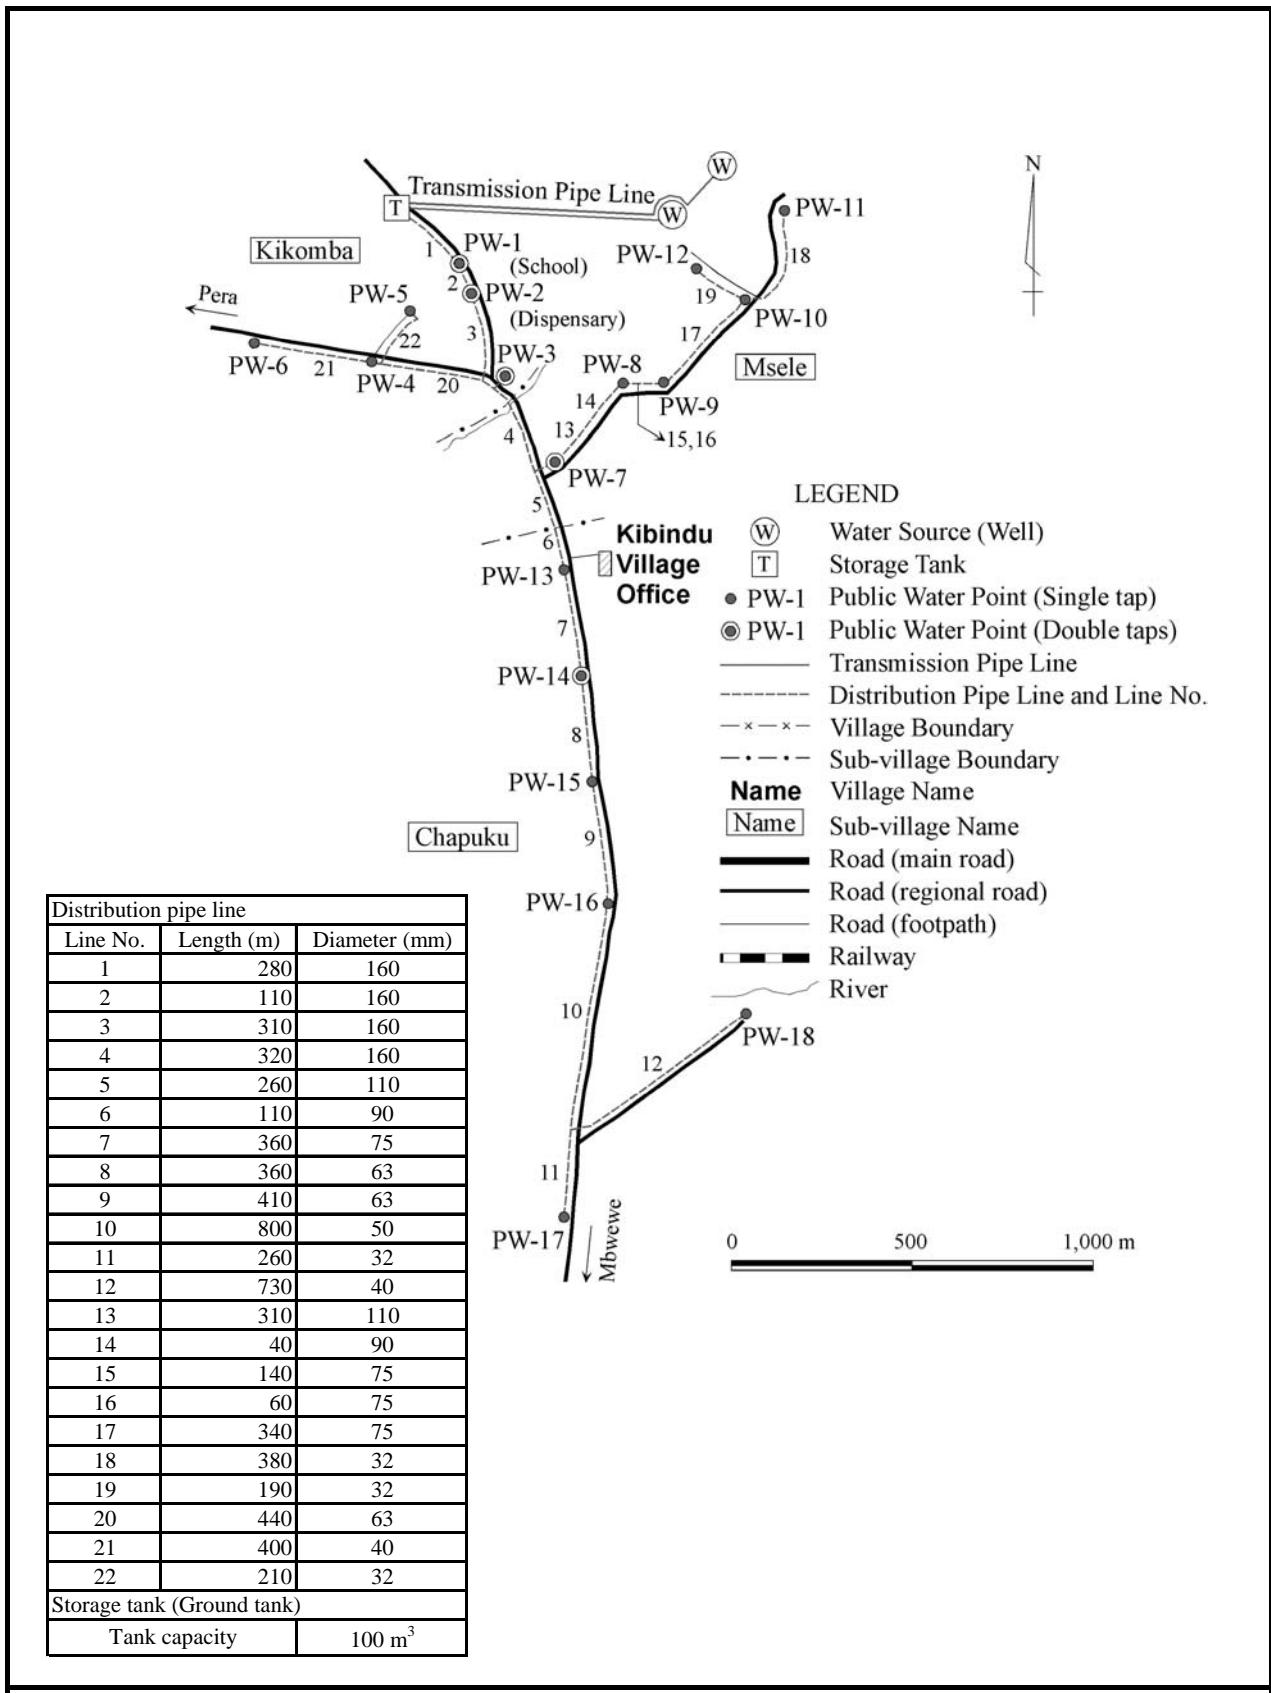 N
W
Transmission Pipe Line
T
W
PW-11
PW-1
1
(School)
Kikomba
PW-12
18
2
PW-2
19
PW-5
Pera
PW-10
(Dispensary)
3
17
22
PW-3
PW-8
Msele
PW-6
21
PW-4
20
14
PW-9
4
13
15,16
PW-7
5
6
Kibindu
Village
Office
PW-13
7
PW-14
8
PW-15
Chapuku
9
PW-16
10
PW-18
12
11
PW-17
Mbwewe
LEGEND
W Water Source (Well)
T Storage Tank
PW-1 Public Water Point (Single tap)
PW-1 Public Water Point (Double taps)
Transmission Pipe Line
Distribution Pipe Line and Line No.
Village Boundary
Sub-village Boundary
Name Village Name
Name Sub-village Name
Road (main road)
Road (regional road)
Road (footpath)
Railway
River
0 500 1,000 m
Distribution pipe line
Line No. Length (m) Diameter (mm)
1 280 160
2 110 160
3 310 160
4 320 160
5 260 110
6 110 90
7 360 75
8 360 63
9 410 63
10 800 50
11 260 32
12 730 40
13 310 110
14 40 90
15 140 75
16 60 75
17 340 75
18 380 32
19 190 32
20 440 63
21 400 40
22 210 32
Storage tank (Ground tank)
Tank capacity 100 m³